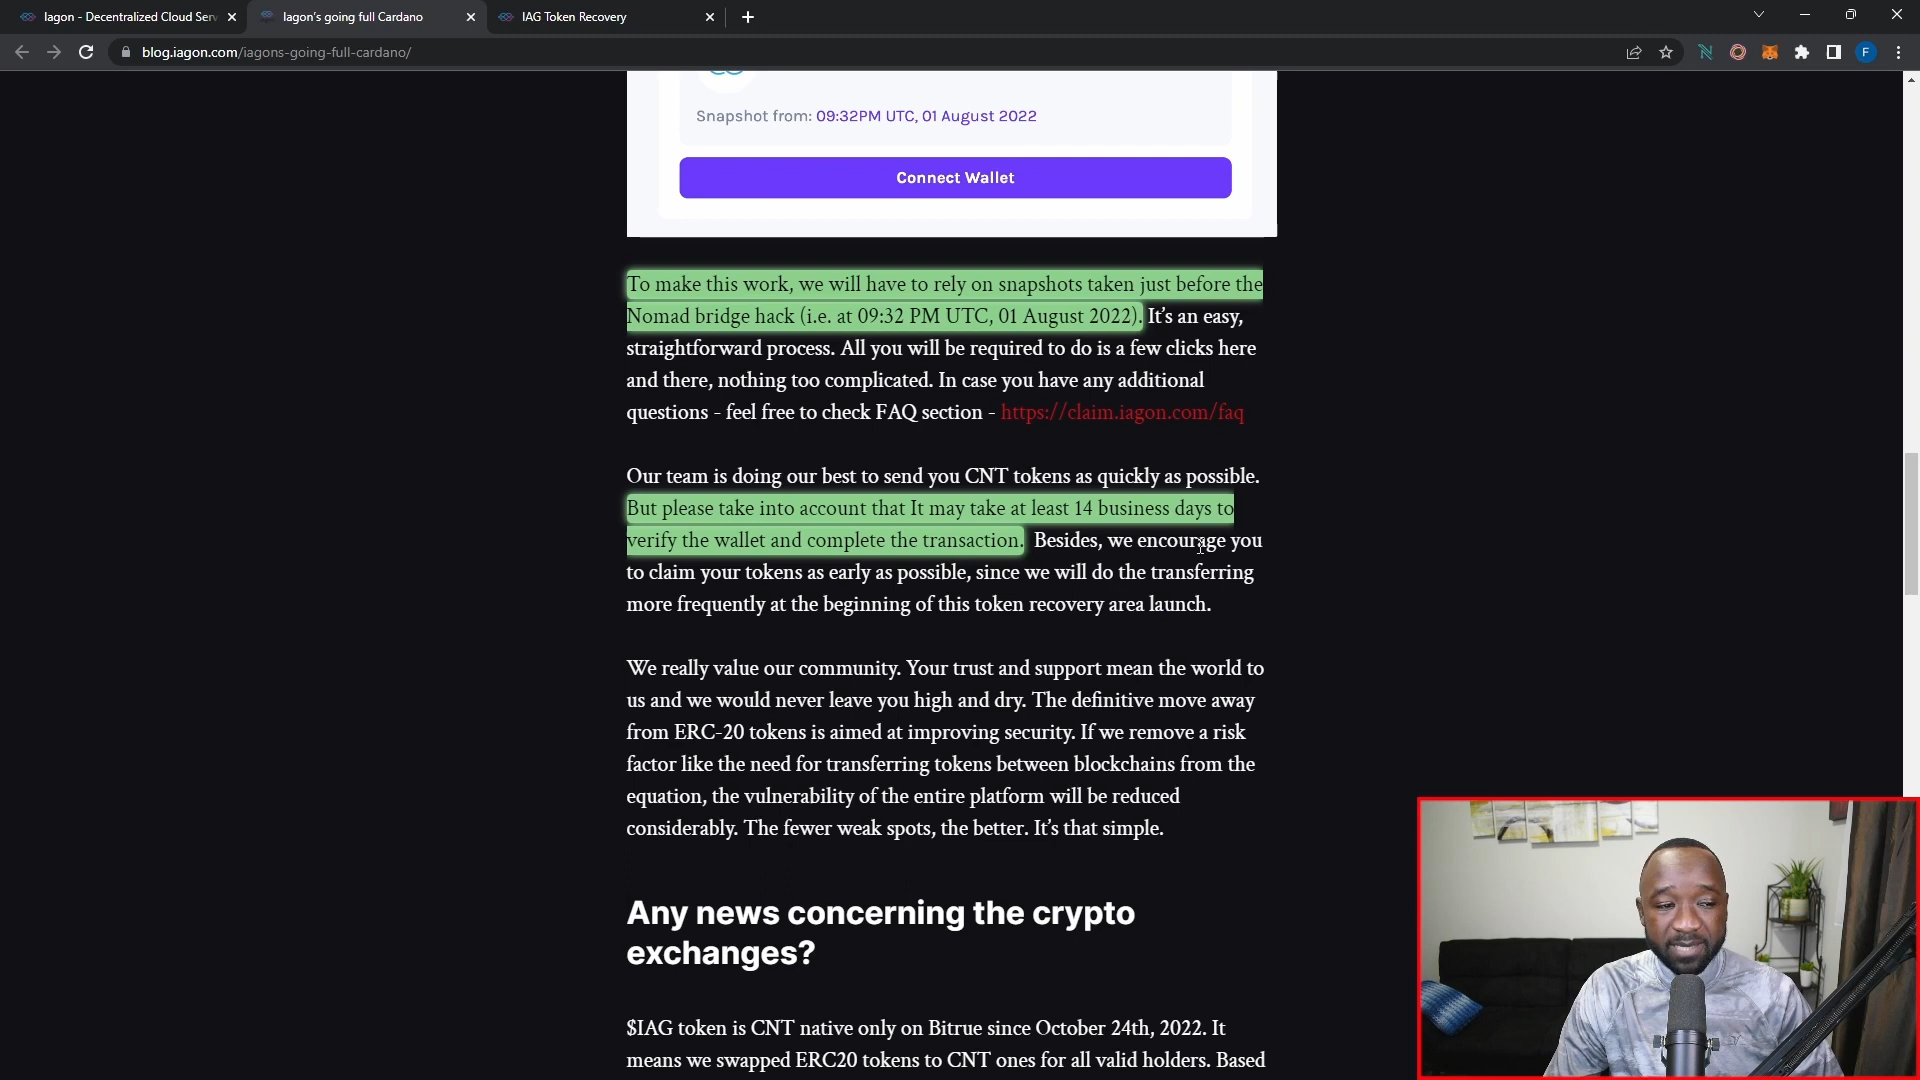 Iagon - Decentralized Cloud Serv
Iagon's going full Cardano
IAG Token Recovery
blog.iagon.com/iagons-going-full-cardano/
F
Snapshot from: 09:32PM UTC, 01 August 2022
Connect Wallet
To make this work, we will have to rely on snapshots taken just before the
Nomad bridge hack (i.e. at 09:32 PM UTC, 01 August 2022). It's an easy,
straightforward process. All you will be required to do is a few clicks here
and there, nothing too complicated. In case you have any additional
questions - feel free to check FAQ section - https://claim.iagon.com/faq
Our team is doing our best to send you CNT tokens as quickly as possible.
But please take into account that It may take at least 14 business days to
verify the wallet and complete the transaction. Besides, we encourage you
to claim your tokens as early as possible, since we will do the transferring
more frequently at the beginning of this token recovery area launch.
We really value our community. Your trust and support mean the world to
us and we would never leave you high and dry. The definitive move away
from ERC-20 tokens is aimed at improving security. If we remove a risk
factor like the need for transferring tokens between blockchains from the
equation, the vulnerability of the entire platform will be reduced
considerably. The fewer weak spots, the better. It's that simple.
Any news concerning the crypto
exchanges?
$IAG token is CNT native only on Bitrue since October 24th, 2022. It
means we swapped ERC20 tokens to CNT ones for all valid holders. Based